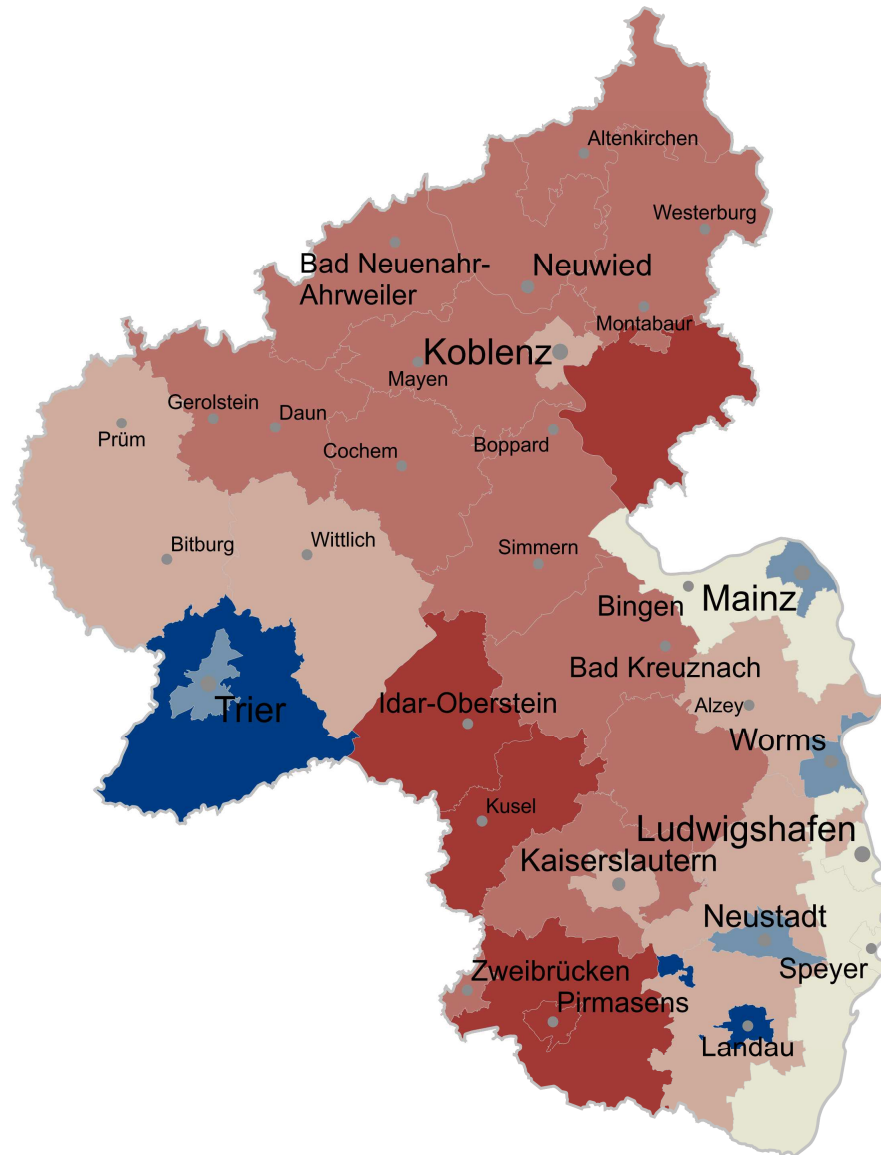 Altenkirchen
Westerburg
Bad Neuenahr-
Ahrweiler
Neuwied
Montabaur
Koblenz
Mayen
Gerolstein
Daun
Prüm
Boppard
Cochem
Bitburg
Wittlich
Simmern
Bingen
Mainz
Bad Kreuznach
Idar-Oberstein
Alzey
Trier
Worms
Kusel
Ludwigshafen
Kaiserslautern
Neustadt
Zweibrücken
Speyer
Pirmasens
Landau